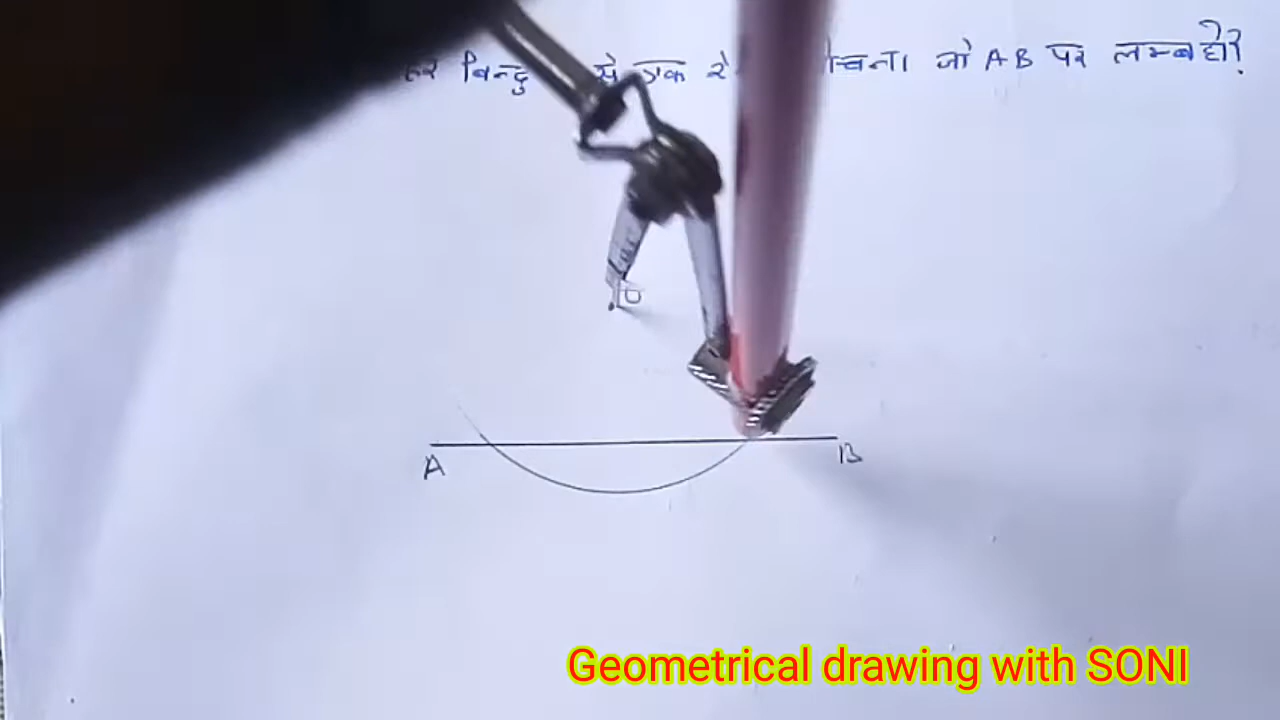 बिन्दु से एक जो AB पर लम्ब हो?
C
A B
Geometrical drawing with SONI